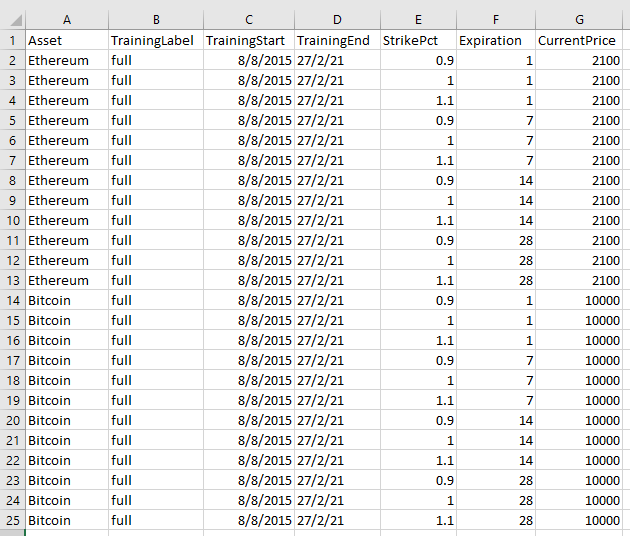 A B C D E F G
1 Asset TrainingLabel TrainingStart TrainingEnd StrikePct Expiration CurrentPrice
2 Ethereum full 8/8/2015 27/2/21 0.9 1 2100
3 Ethereum full 8/8/2015 27/2/21 1 1 2100
4 Ethereum full 8/8/2015 27/2/21 1.1 1 2100
5 Ethereum full 8/8/2015 27/2/21 0.9 7 2100
6 Ethereum full 8/8/2015 27/2/21 1 7 2100
7 Ethereum full 8/8/2015 27/2/21 1.1 7 2100
8 Ethereum full 8/8/2015 27/2/21 0.9 14 2100
9 Ethereum full 8/8/2015 27/2/21 1 14 2100
10 Ethereum full 8/8/2015 27/2/21 1.1 14 2100
11 Ethereum full 8/8/2015 27/2/21 0.9 28 2100
12 Ethereum full 8/8/2015 27/2/21 1 28 2100
13 Ethereum full 8/8/2015 27/2/21 1.1 28 2100
14 Bitcoin full 8/8/2015 27/2/21 0.9 1 10000
15 Bitcoin full 8/8/2015 27/2/21 1 1 10000
16 Bitcoin full 8/8/2015 27/2/21 1.1 1 10000
17 Bitcoin full 8/8/2015 27/2/21 0.9 7 10000
18 Bitcoin full 8/8/2015 27/2/21 1 7 10000
19 Bitcoin full 8/8/2015 27/2/21 1.1 7 10000
20 Bitcoin full 8/8/2015 27/2/21 0.9 14 10000
21 Bitcoin full 8/8/2015 27/2/21 1 14 10000
22 Bitcoin full 8/8/2015 27/2/21 1.1 14 10000
23 Bitcoin full 8/8/2015 27/2/21 0.9 28 10000
24 Bitcoin full 8/8/2015 27/2/21 1 28 10000
25 Bitcoin full 8/8/2015 27/2/21 1.1 28 10000